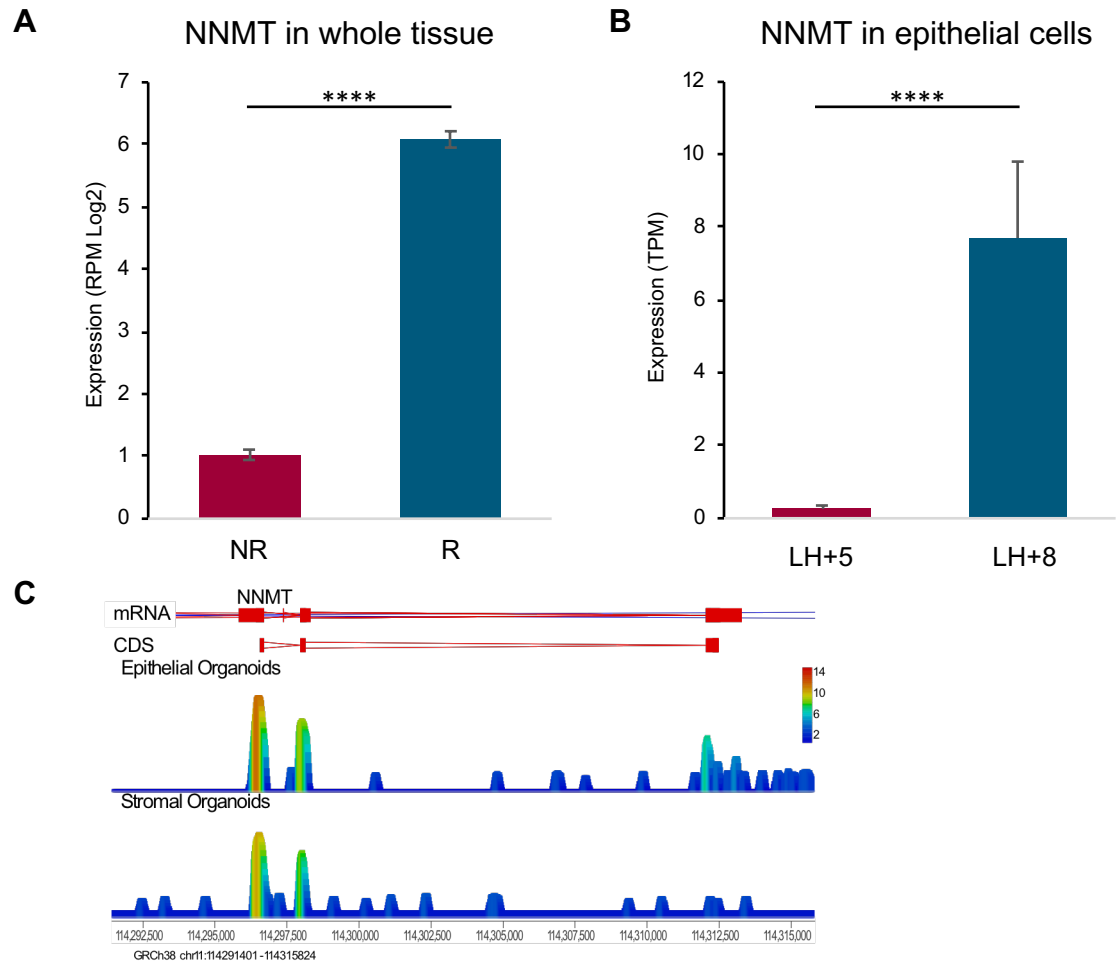 A
NNMT in whole tissue
Expression (RPM Log2)
7
6
5
4
3
2
1
0
****
NR
R
B
NNMT in epithelial cells
Expression (TPM)
12
10
8
6
4
2
0
****
LH+5
LH+8
C
NNMT
mRNA
CDS
Epithelial Organoids
14
10
6
2
Stromal Organoids
114,292,500 114,295,000 114,297,500 114,300,000 114,302,500 114,305,000 114,307,500 114,310,000 114,312,500 114,315,000
GRCh38 chr11:114291401-114315824